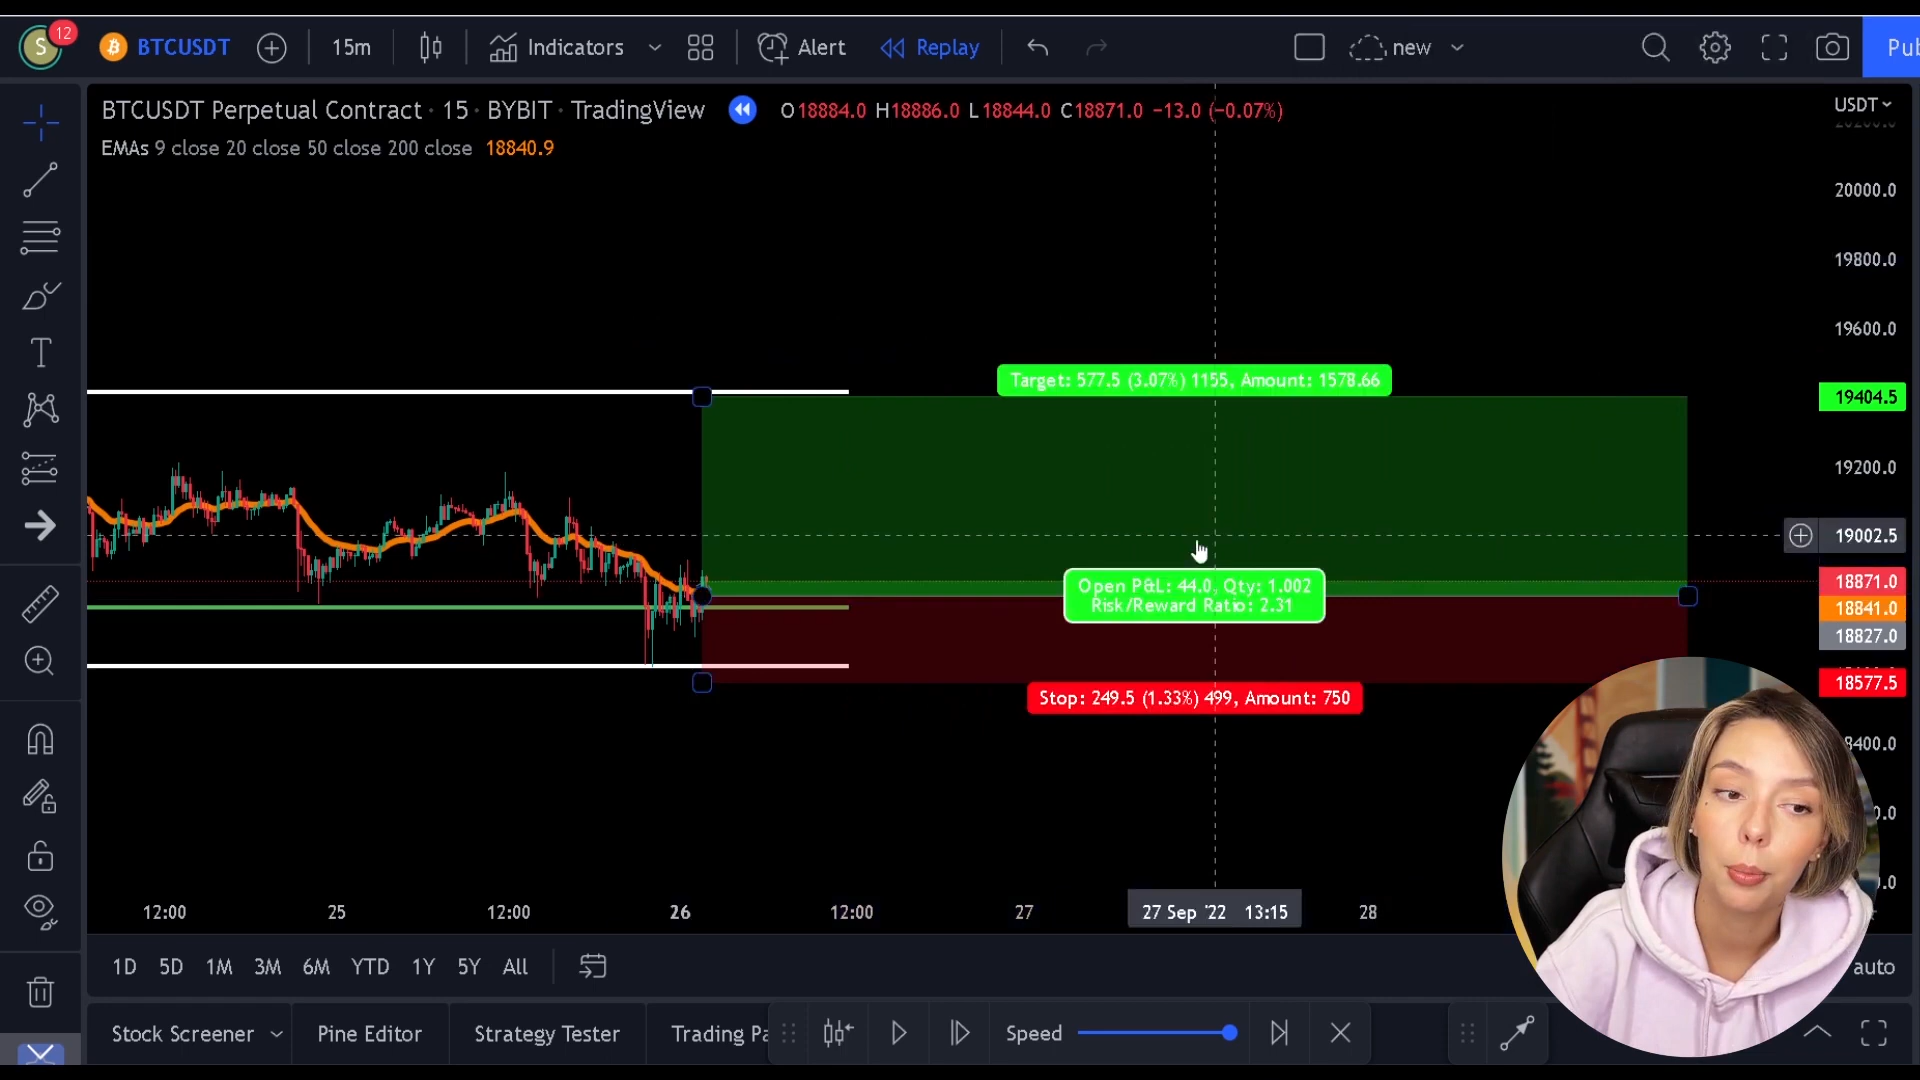 S 12 BTCUSDT 15m Indicators Alert Replay new Pub
BTCUSDT Perpetual Contract · 15 · BYBIT · TradingView O18884.0 H18886.0 L18844.0 C18871.0 −13.0 (−0.07%)
EMAs 9 close 20 close 50 close 200 close 18840.9
USDT
20000.0
19800.0
19600.0
Target: 577.5 (3.07%) 1155, Amount: 1578.66
19404.5
19200.0
19002.5
Open P&L: 44.0, Qty: 1.002
Risk/Reward Ratio: 2.31
18871.0
18841.0
18827.0
Stop: 249.5 (1.33%) 499, Amount: 750
18577.5
8400.0
12:00 25 12:00 26 12:00 27 27 Sep '22 13:15 28
1D 5D 1M 3M 6M YTD 1Y 5Y All auto
Stock Screener Pine Editor Strategy Tester Trading Pa Speed